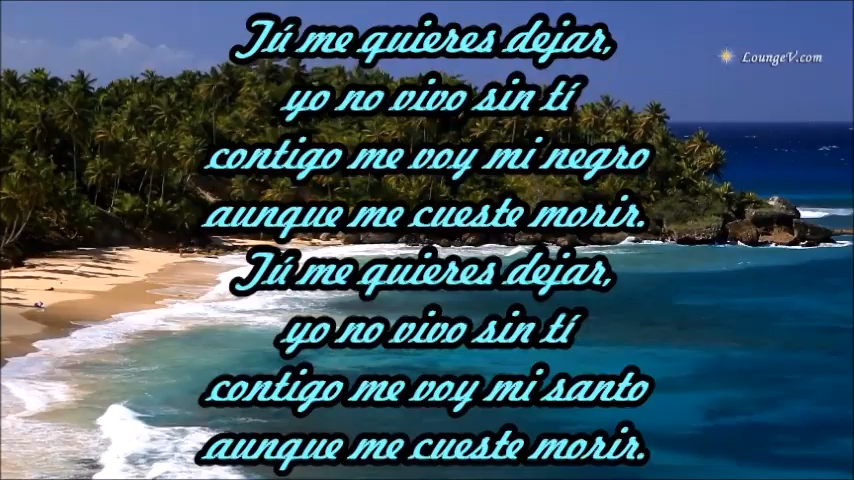 Tú me quieres dejar,
LoungeV.com
yo no vivo sin tí
contigo me voy mi negro
aunque me cueste morir.
Tú me quieres dejar,
yo no vivo sin tí
contigo me voy mi santo
aunque me cueste morir.